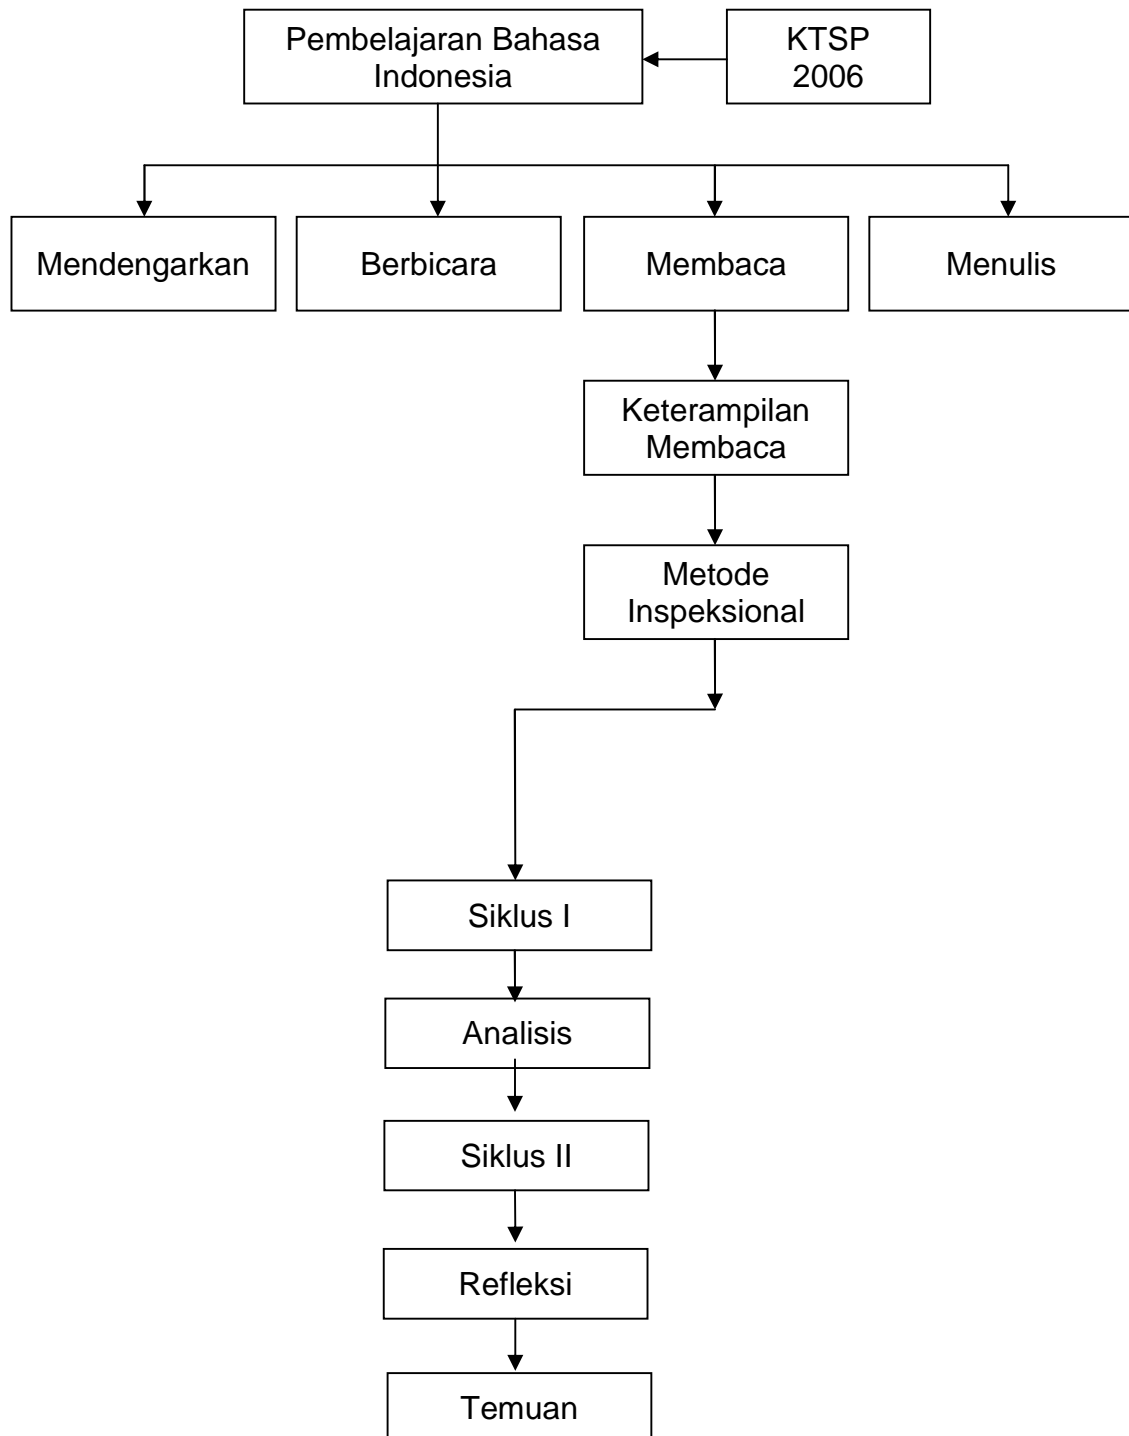 Pembelajaran Bahasa
Indonesia
KTSP
2006
Mendengarkan
Berbicara
Membaca
Menulis
Keterampilan
Membaca
Metode
Inspeksional
Siklus I
Analisis
Siklus II
Refleksi
Temuan